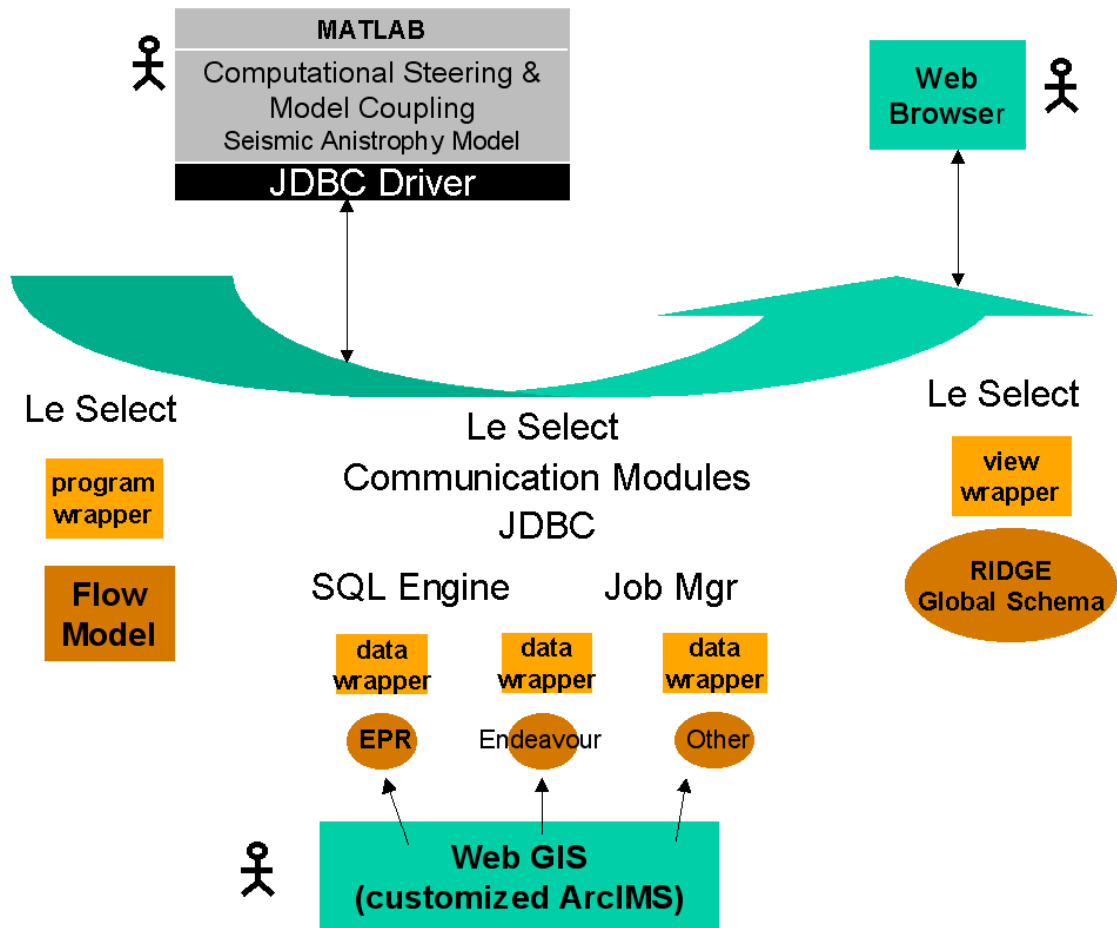 MATLAB
Computational Steering &
Model Coupling
Seismic Anistrophy Model
JDBC Driver
Web
Browser
Le Select
program
wrapper
Flow
Model
Le Select
Communication Modules
JDBC
SQL Engine
Job Mgr
Le Select
view
wrapper
RIDGE
Global Schema
data
wrapper
data
wrapper
data
wrapper
EPR
Endeavour
Other
Web GIS
(customized ArcIMS)